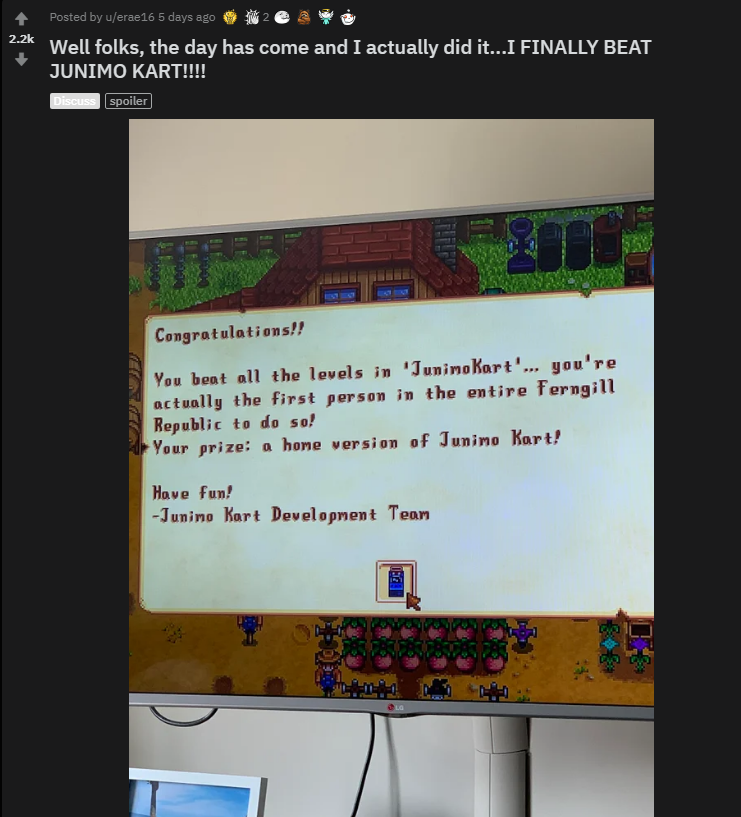 Posted by u/erae16 5 days ago 2
2.2k
Well folks, the day has come and I actually did it...I FINALLY BEAT
JUNIMO KART!!!!
Discuss spoiler
Congratulations!!
You beat all the levels in 'JunimoKart'... you're
actually the first person in the entire Ferngill
Republic to do so!
Your prize: a home version of Junimo Kart!
Have fun!
-Junimo Kart Development Team
LG